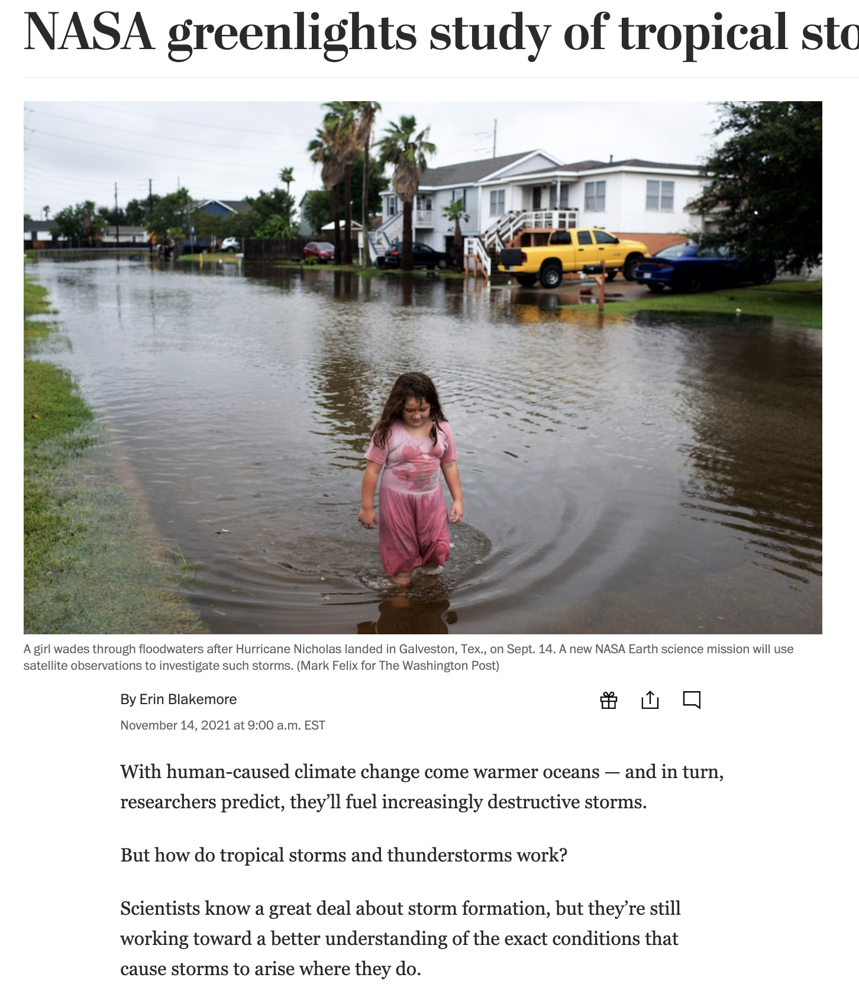 NASA greenlights study of tropical sto
A girl wades through floodwaters after Hurricane Nicholas landed in Galveston, Tex., on Sept. 14. A new NASA Earth science mission will use
satellite observations to investigate such storms. (Mark Felix for The Washington Post)
By Erin Blakemore
November 14, 2021 at 9:00 a.m. EST
With human-caused climate change come warmer oceans — and in turn,
researchers predict, they’ll fuel increasingly destructive storms.
But how do tropical storms and thunderstorms work?
Scientists know a great deal about storm formation, but they’re still
working toward a better understanding of the exact conditions that
cause storms to arise where they do.